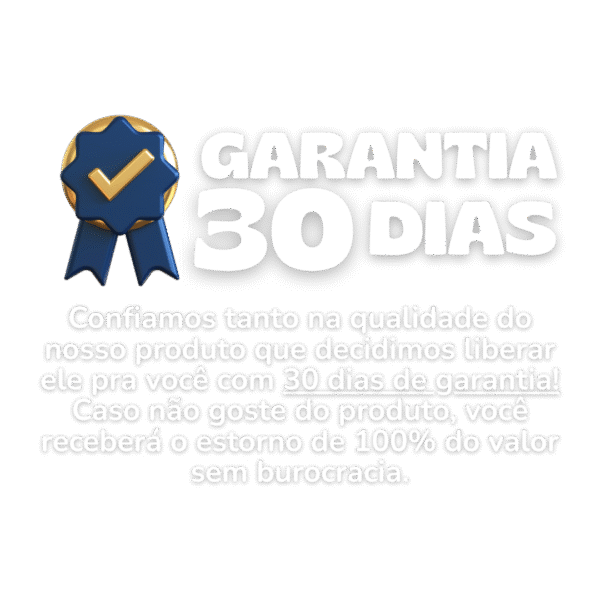 GARANTIA
30 DIAS
Confiamos tanto na qualidade do
nosso produto que decidimos liberar
ele pra você com 30 dias de garantia!
Caso não goste do produto, você
receberá o estorno de 100% do valor
sem burocracia.